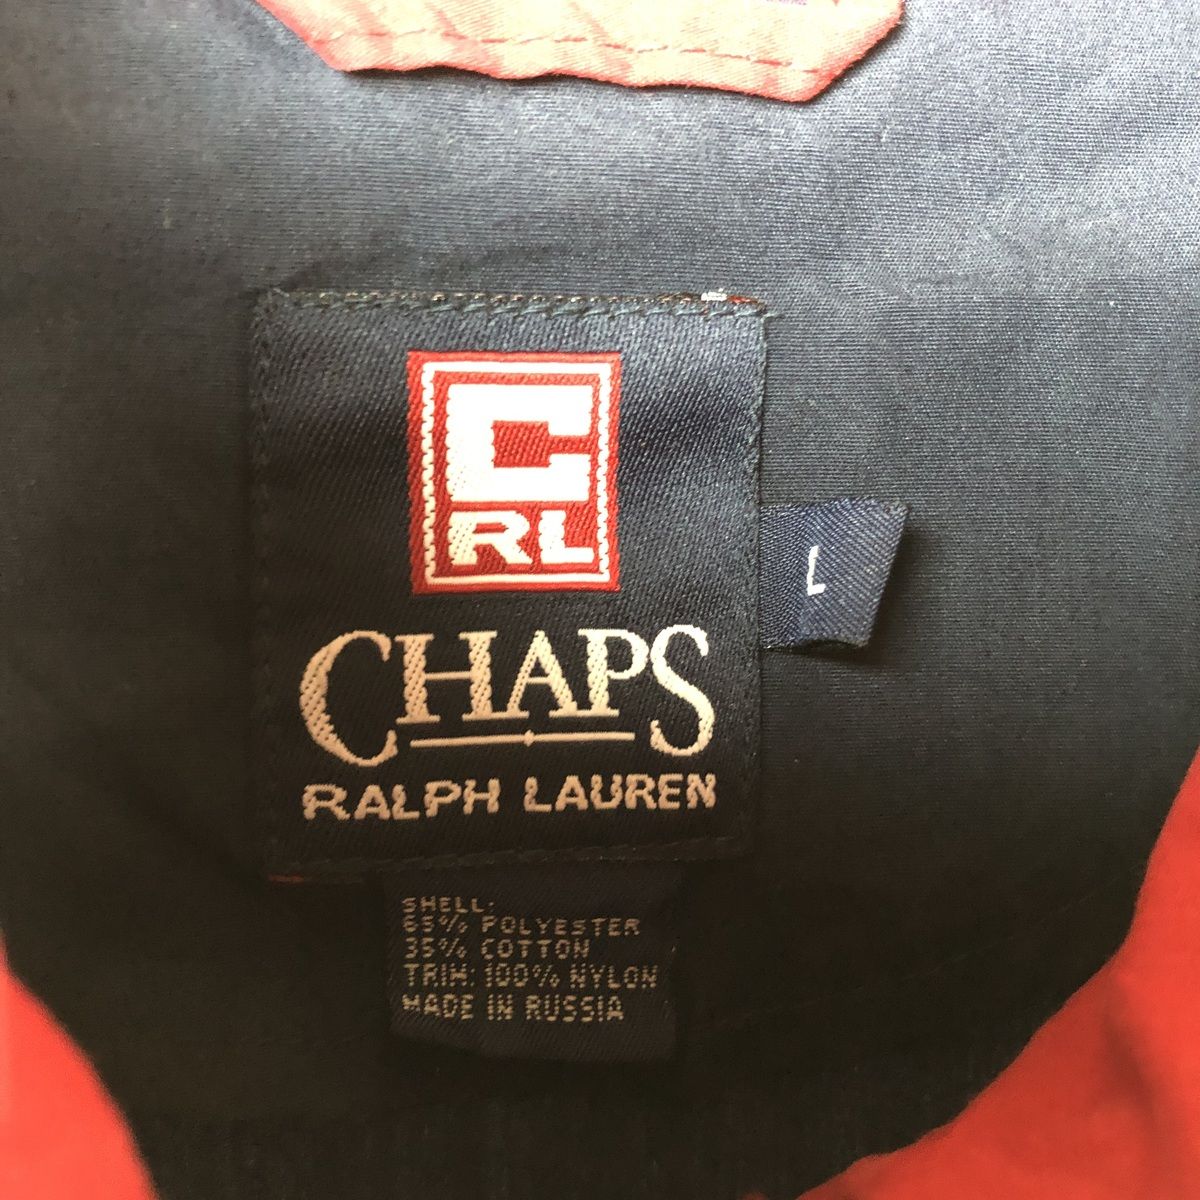 C
RL
CHAPS
RALPH LAUREN
L
SHELL:
65% POLYESTER
35% COTTON
TRIM: 100% NYLON
MADE IN RUSSIA